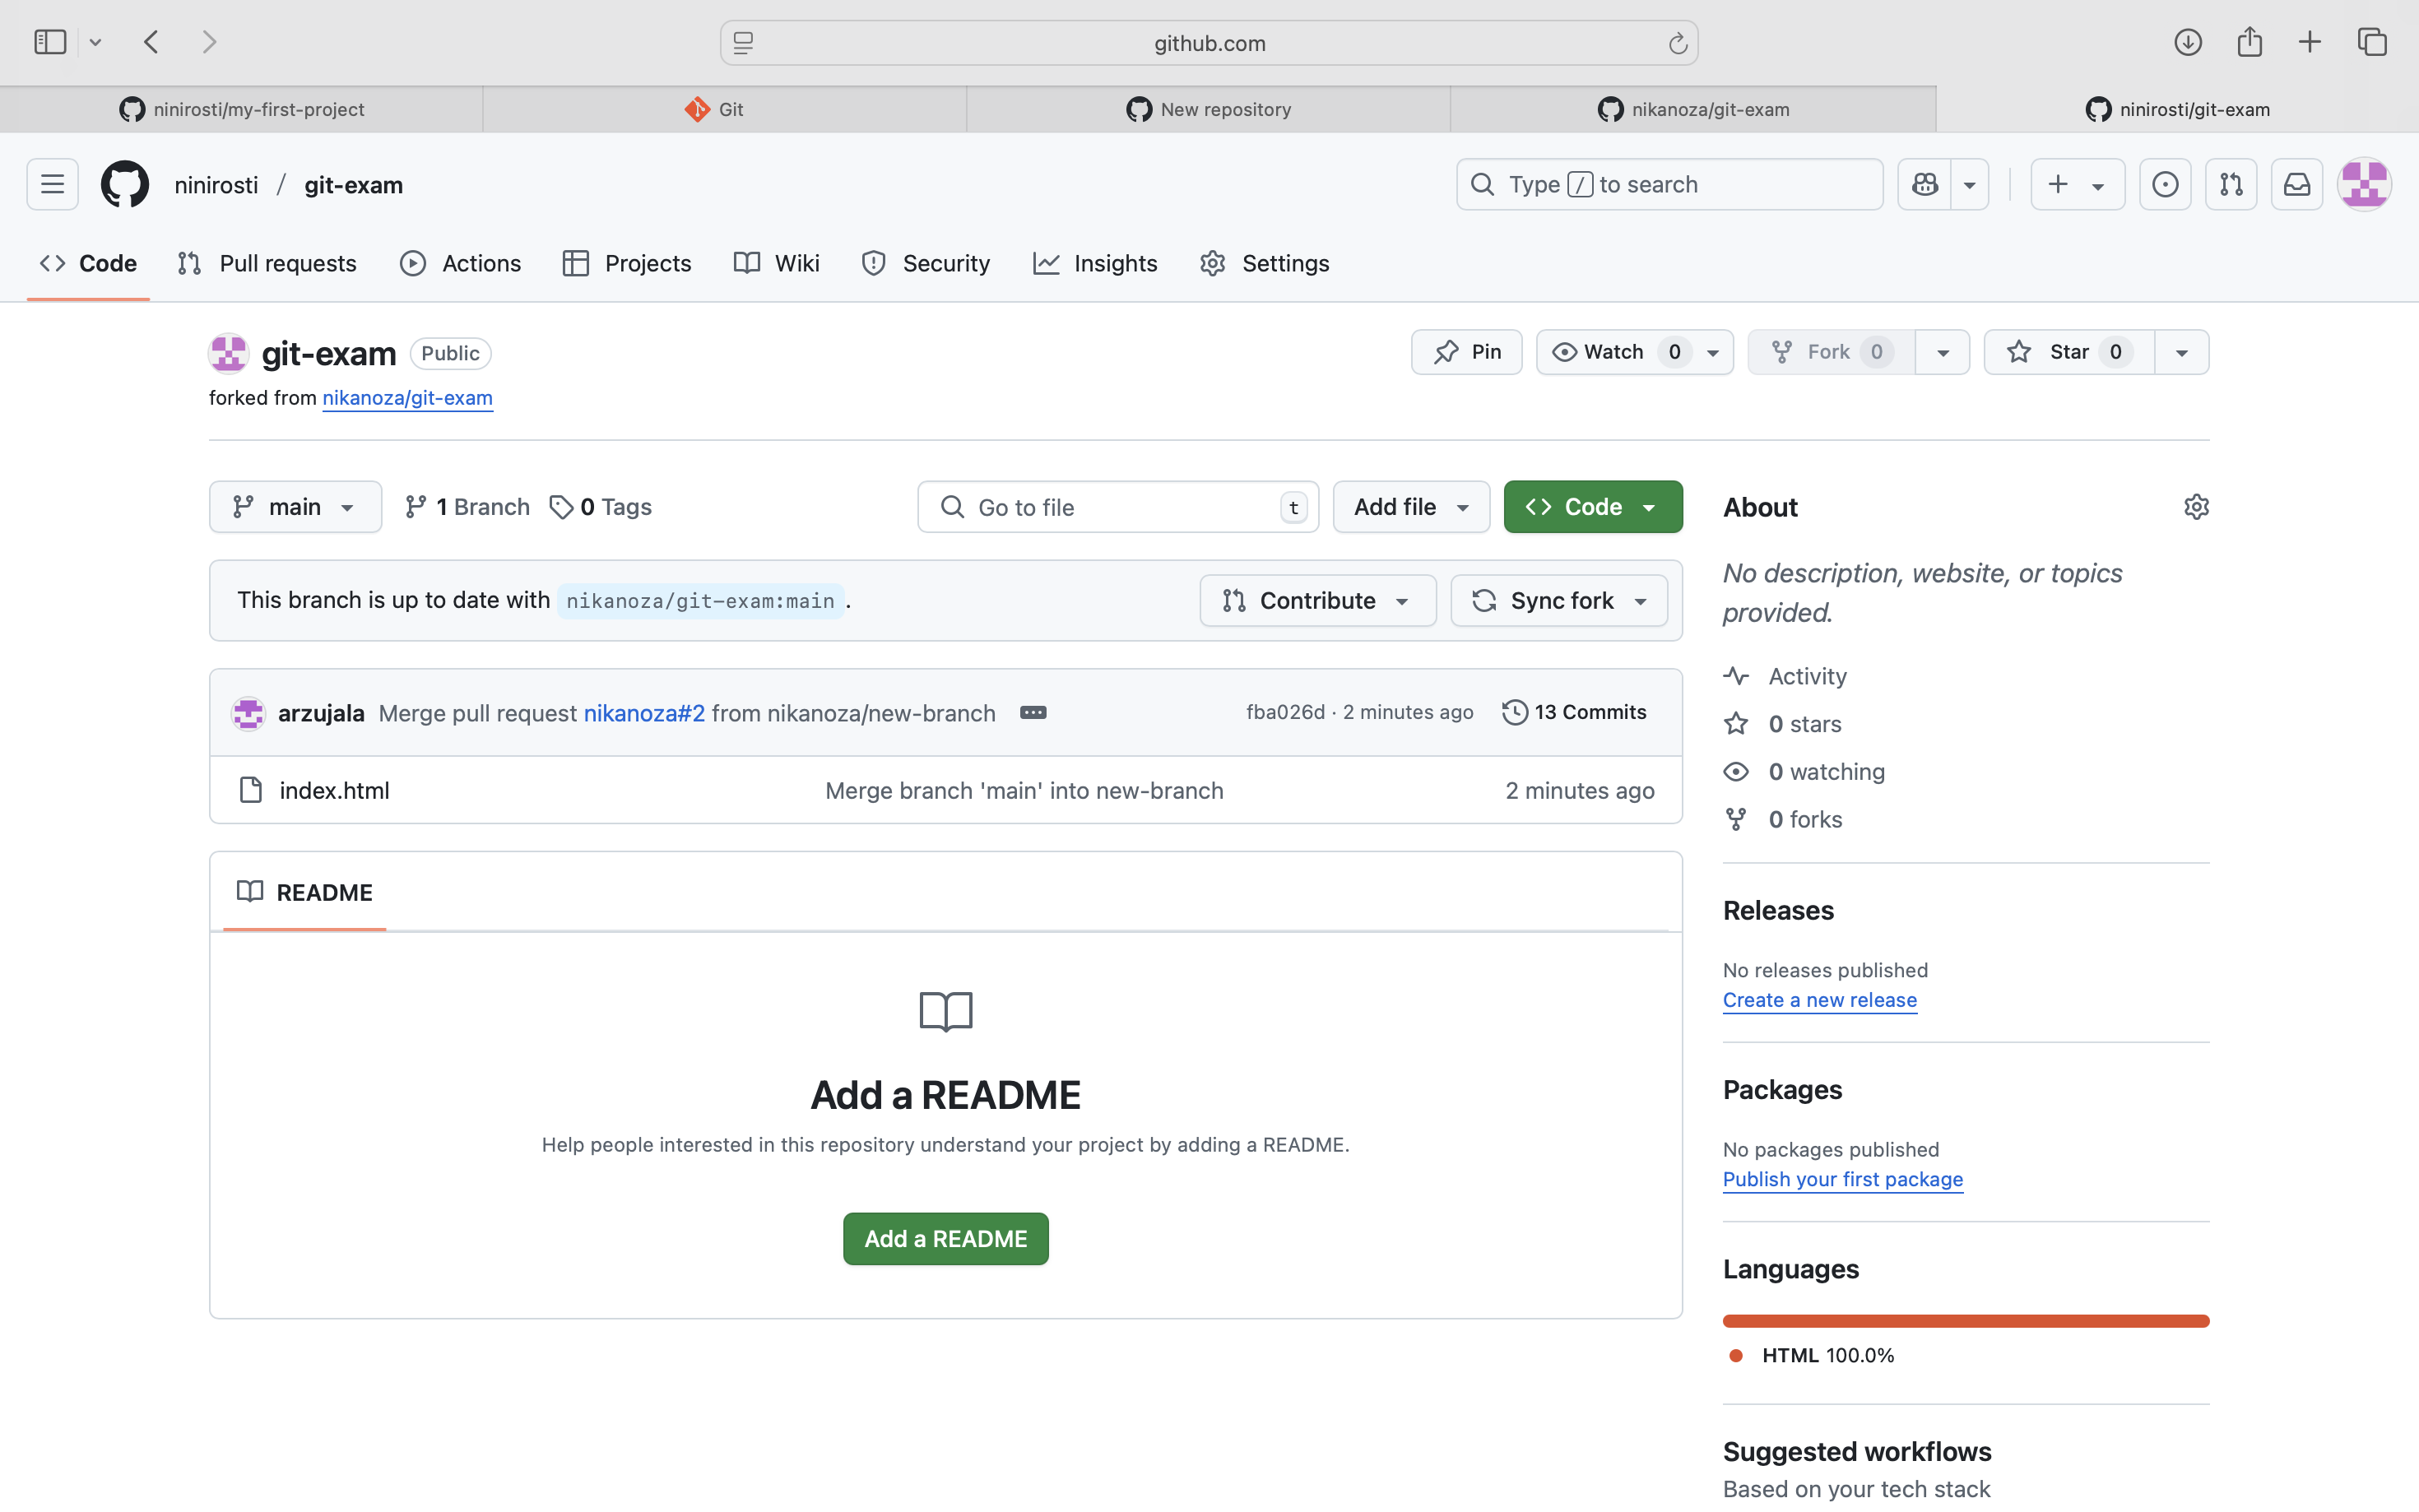 github.com
ninirosti/my-first-project
Git
New repository
nikanoza/git-exam
ninirosti/git-exam
ninirosti / git-exam
Type / to search
Code
Pull requests
Actions
Projects
Wiki
Security
Insights
Settings
git-exam Public
Pin
Watch 0
Fork 0
Star 0
forked from nikanoza/git-exam
main
1 Branch
0 Tags
Go to file t
Add file
Code
This branch is up to date with nikanoza/git-exam:main .
Contribute
Sync fork
arzujala Merge pull request nikanoza#2 from nikanoza/new-branch
fba026d · 2 minutes ago
13 Commits
index.html
Merge branch 'main' into new-branch
2 minutes ago
README
Add a README
Help people interested in this repository understand your project by adding a README.
Add a README
About
No description, website, or topics
provided.
Activity
0 stars
0 watching
0 forks
Releases
No releases published
Create a new release
Packages
No packages published
Publish your first package
Languages
HTML 100.0%
Suggested workflows
Based on your tech stack